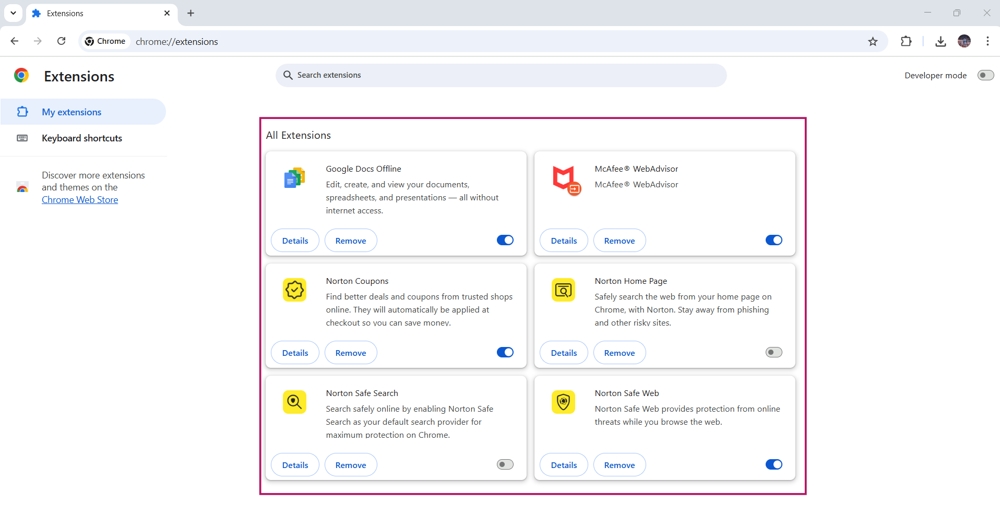 Extensions
Chrome
chrome://extensions
Extensions
Search extensions
Developer mode
My extensions
Keyboard shortcuts
Discover more extensions
and themes on the
Chrome Web Store
All Extensions
Google Docs Offline
Edit, create, and view your documents,
spreadsheets, and presentations — all without
internet access.
Details
Remove
McAfee® WebAdvisor
McAfee® WebAdvisor
Details
Remove
Norton Coupons
Find better deals and coupons from trusted shops
online. They will automatically be applied at
checkout so you can save money.
Details
Remove
Norton Home Page
Safely search the web from your home page on
Chrome, with Norton. Stay away from phishing
and other risky sites.
Details
Remove
Norton Safe Search
Search safely online by enabling Norton Safe
Search as your default search provider for
maximum protection on Chrome.
Details
Remove
Norton Safe Web
Norton Safe Web provides protection from online
threats while you browse the web.
Details
Remove